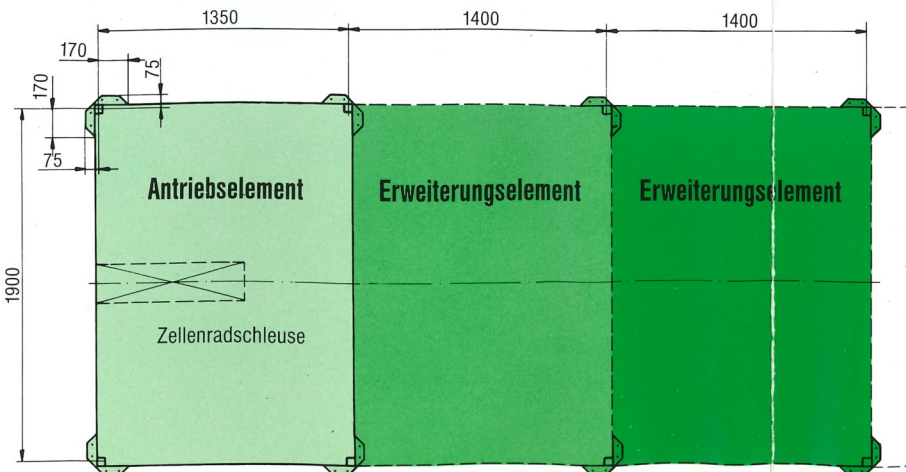 1350
1400
1400
170
75
170
75
Antriebselement
Erweiterungselement
Erweiterungselement
1900
Zellenradschleuse